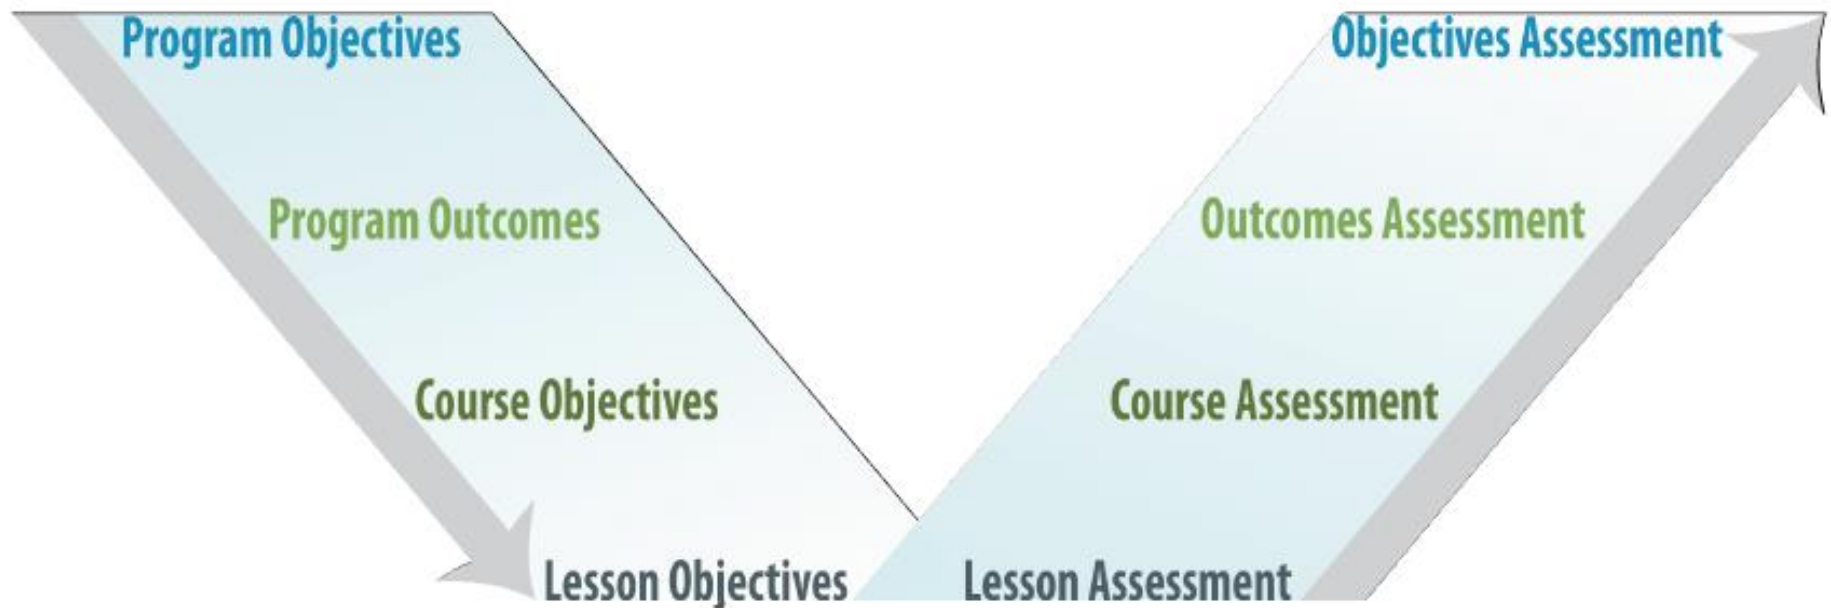 Program Objectives
Objectives Assessment
Program Outcomes
Outcomes Assessment
Course Objectives
Course Assessment
Lesson Objectives
Lesson Assessment